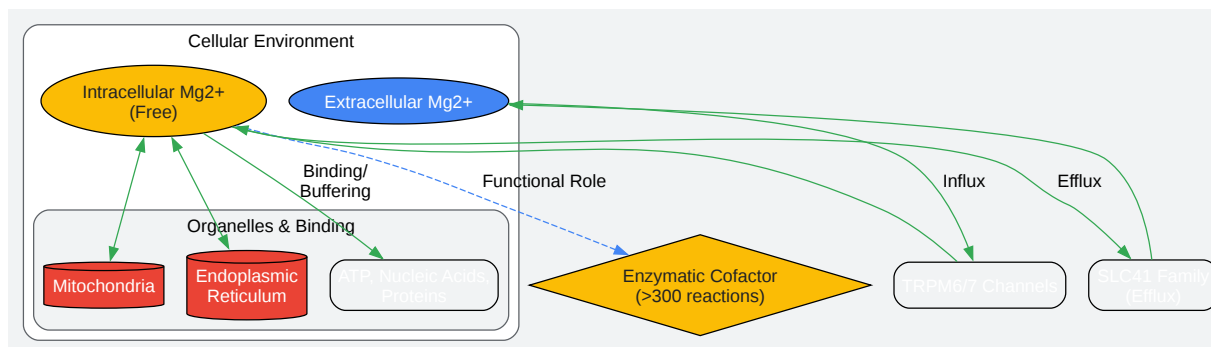 Cellular Environment
Intracellular Mg2+
(Free)
Extracellular Mg2+
Binding/
Buffering
Functional Role
Influx
Efflux
Organelles & Binding
Mitochondria
Endoplasmic
Reticulum
ATP, Nucleic Acids,
Proteins
Enzymatic Cofactor
(>300 reactions)
TRPM6/7 Channels
SLC41 Family
(Efflux)